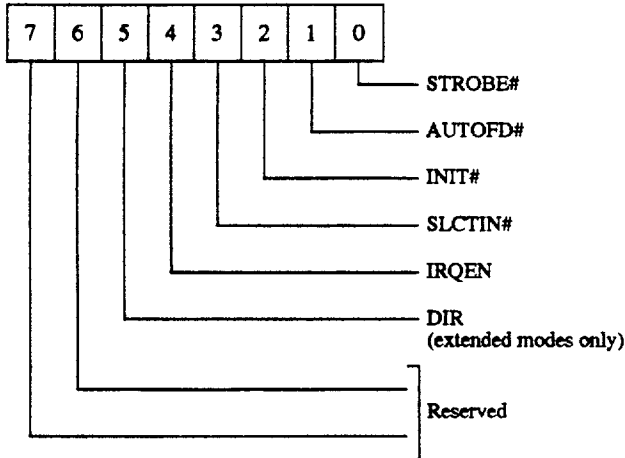 7 6 5 4 3 2 1 0
STROBE#
AUTOFD#
INIT#
SLCTIN#
IRQEN
DIR
(extended modes only)
Reserved